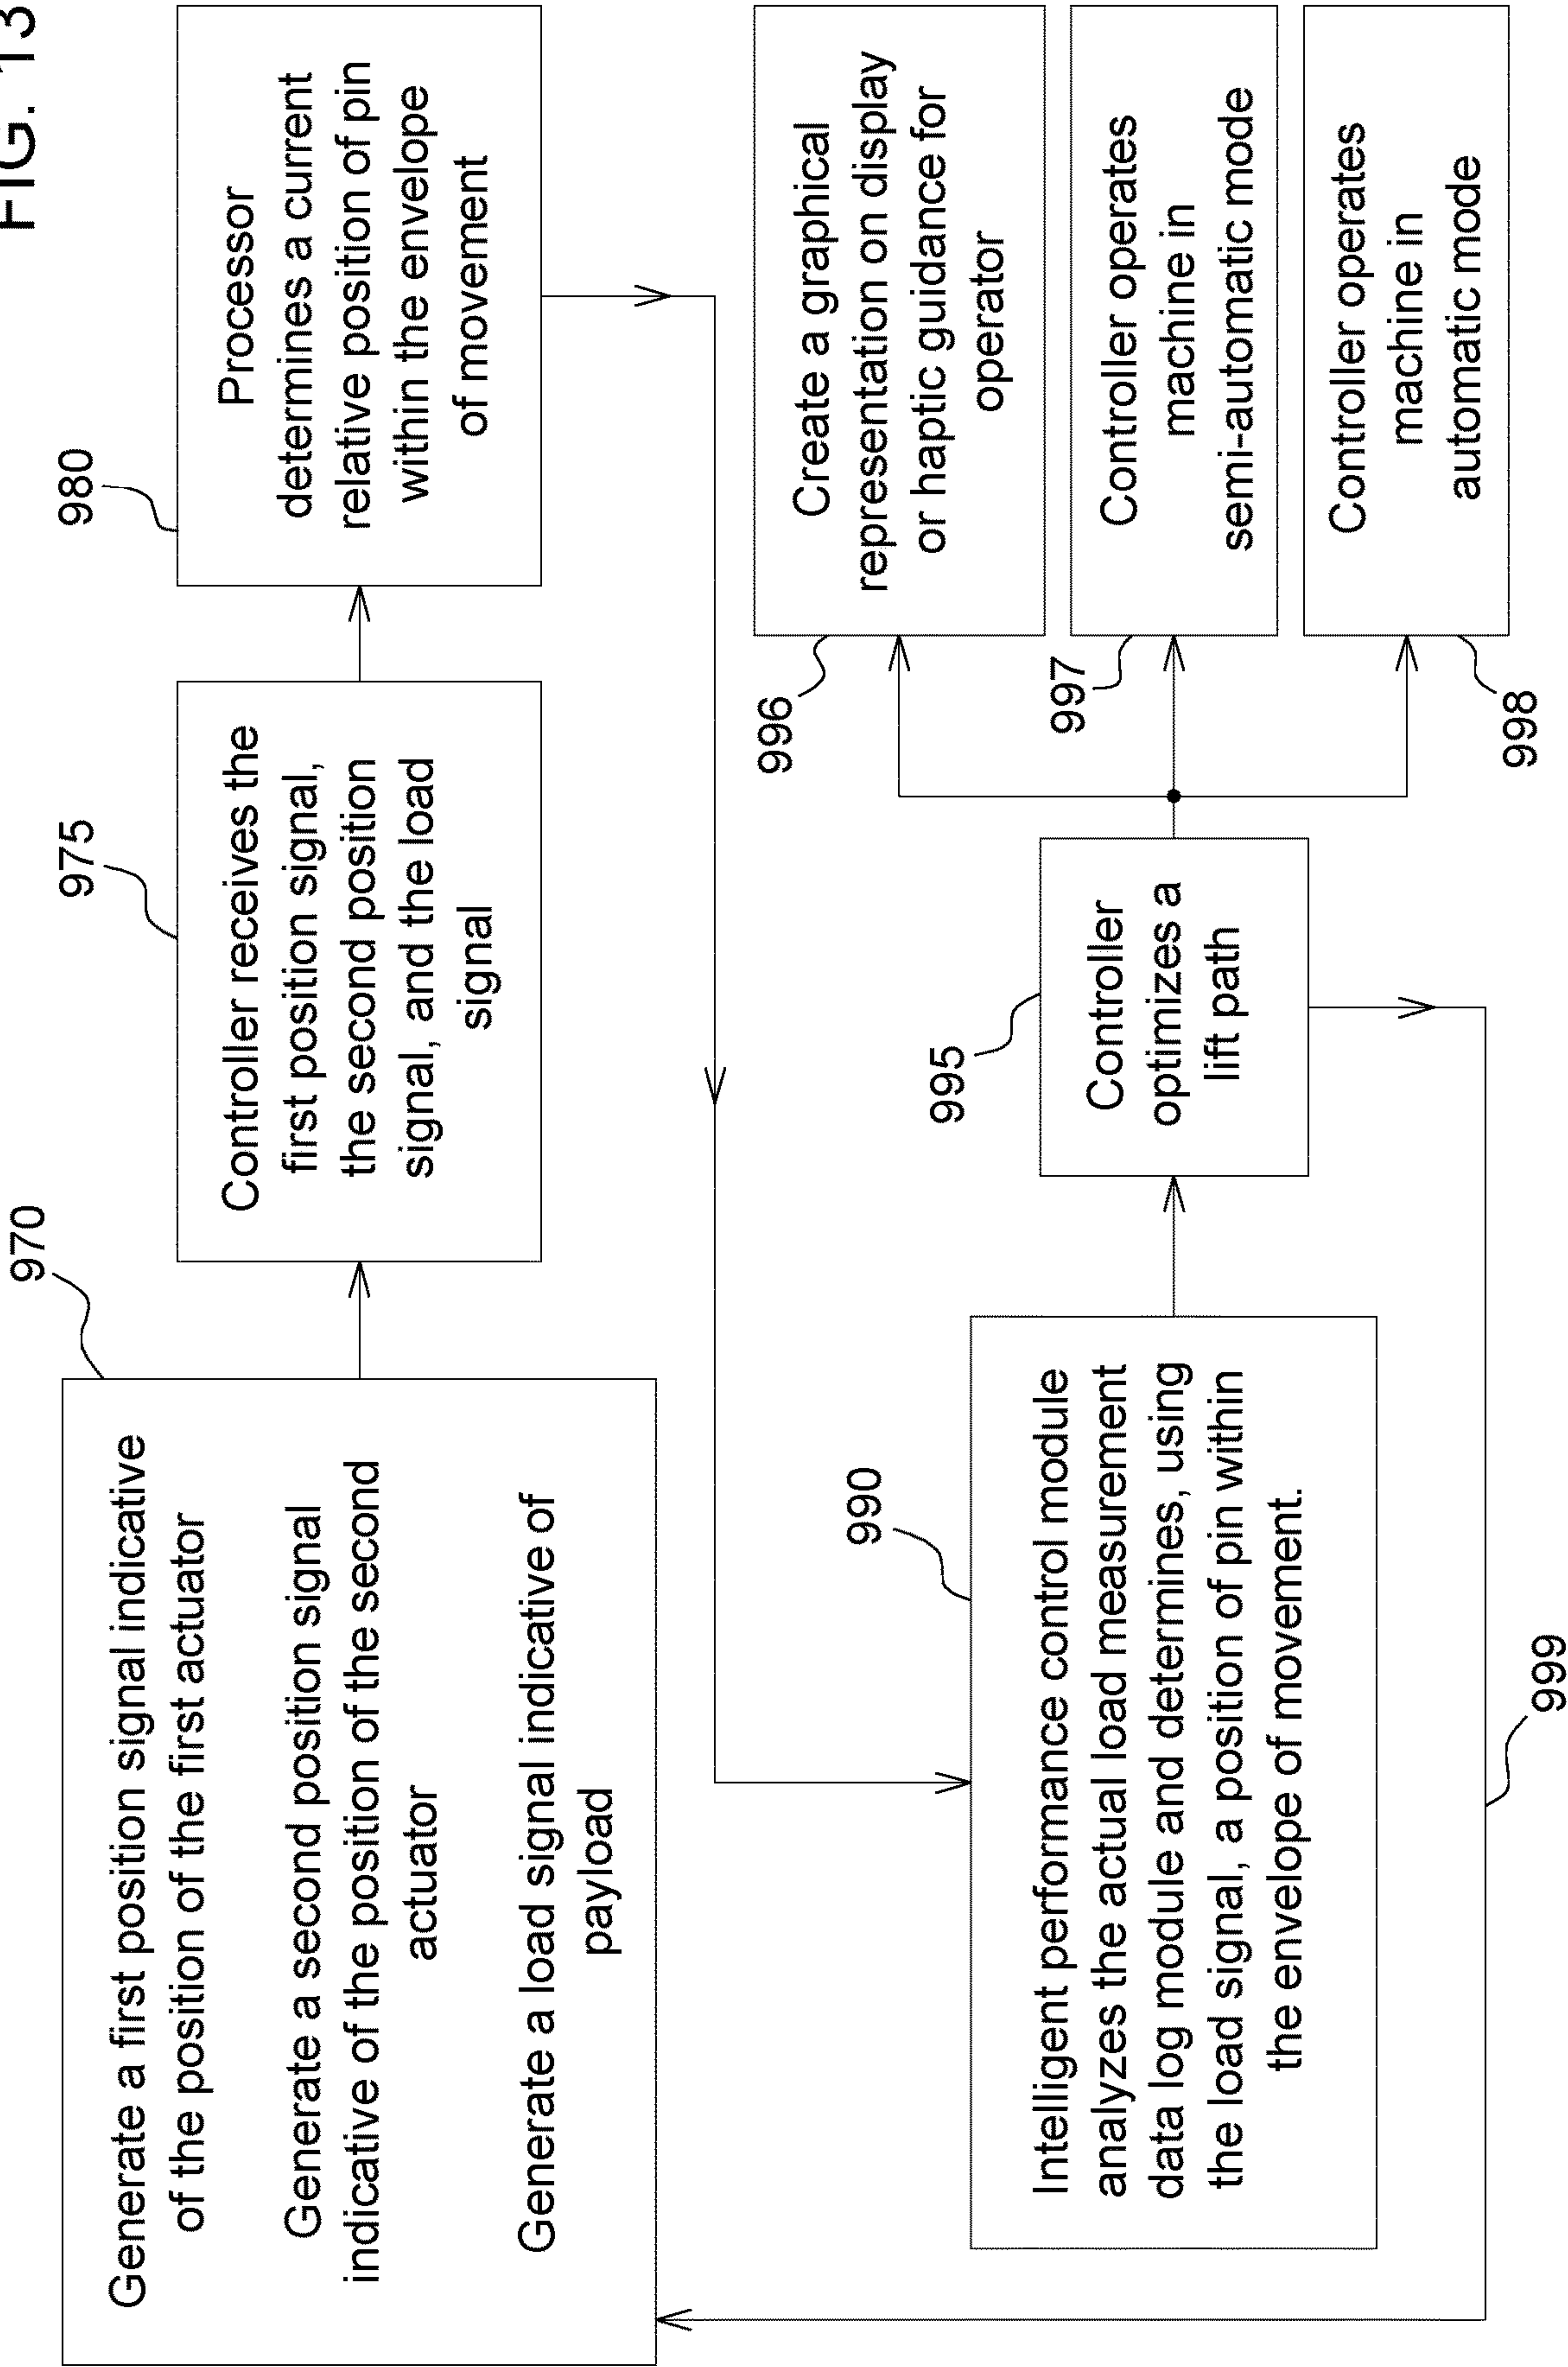 FIG. 13
970
Generate a first position signal indicative
of the position of the first actuator
Generate a second position signal
indicative of the position of the second
actuator
Generate a load signal indicative of
payload
975
Controller receives the
first position signal,
the second position
signal, and the load
signal
980
Processor
determines a current
relative position of pin
within the envelope
of movement
990
Intelligent performance control module
analyzes the actual load measurement
data log module and determines, using
the load signal, a position of pin within
the envelope of movement.
995
Controller
optimizes a
lift path
996
Create a graphical
representation on display
or haptic guidance for
operator
997
Controller operates
machine in
semi-automatic mode
998
Controller operates
machine in
automatic mode
999